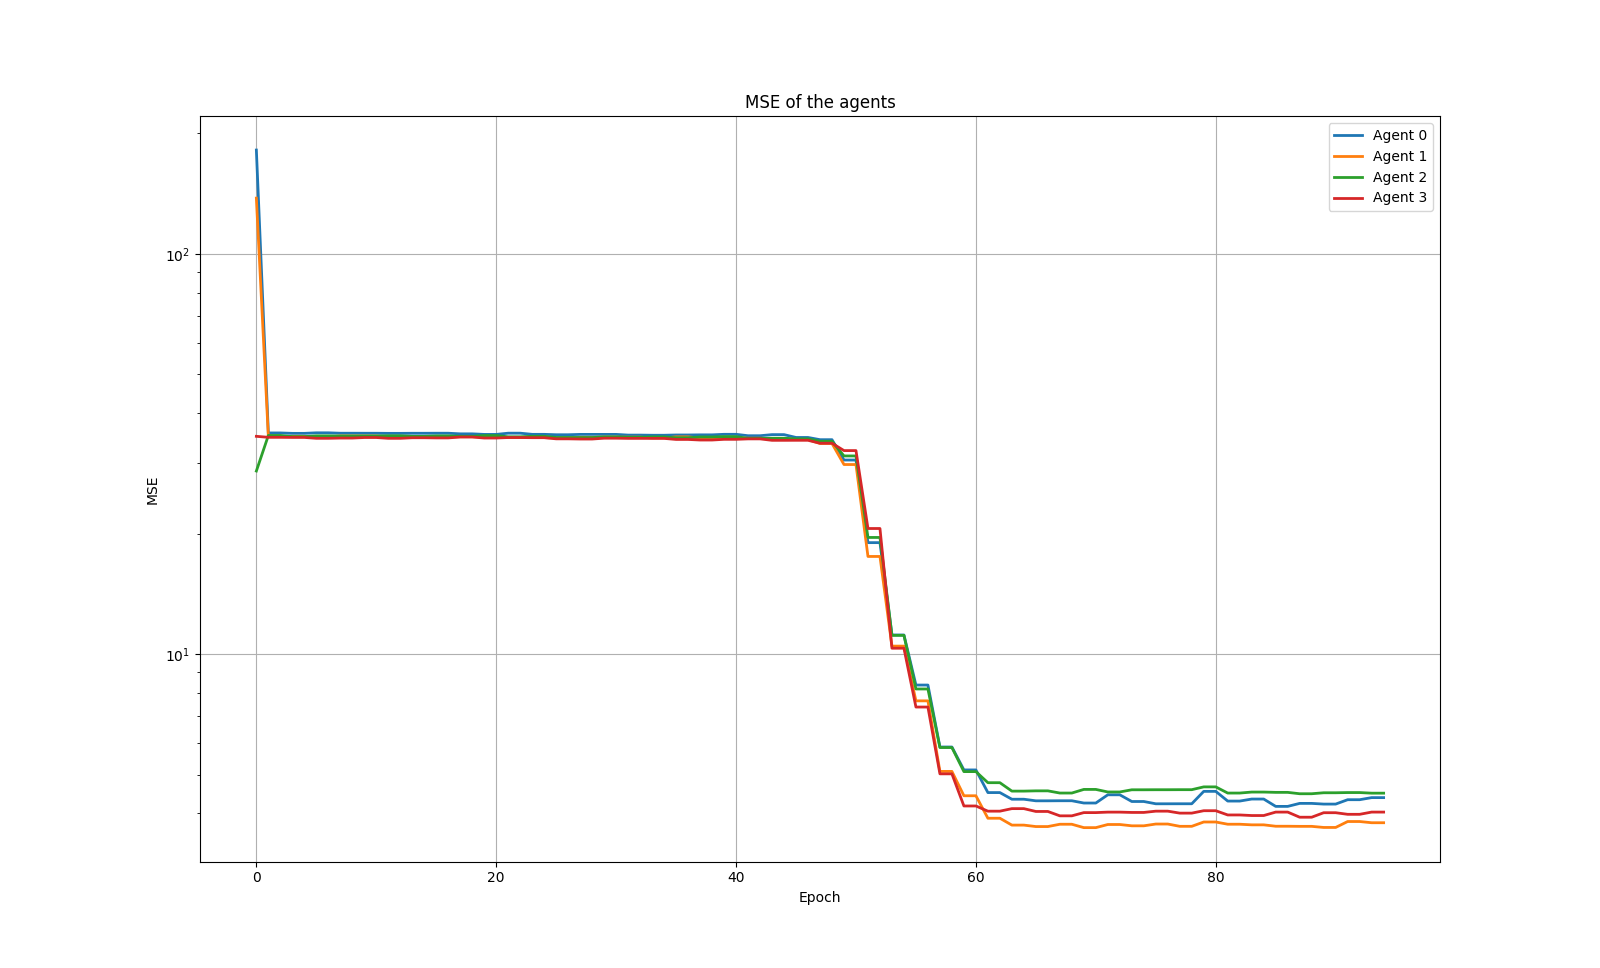 MSE of the agents
Agent 0
Agent 1
Agent 2
Agent 3
10²
10¹
MSE
0 20 40 60 80
Epoch